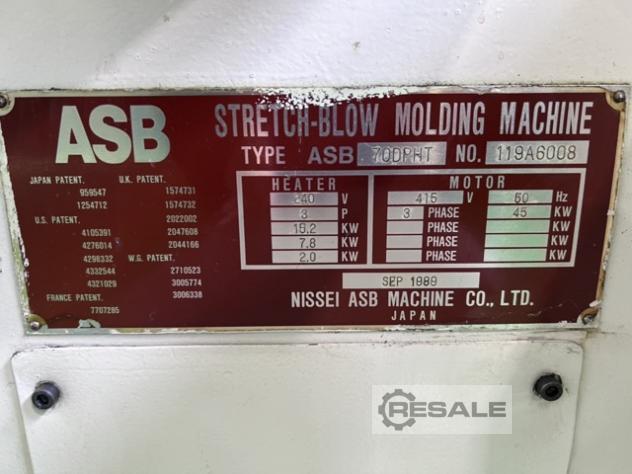 ASB
STRETCH-BLOW MOLDING MACHINE
TYPE ASB 70DPHT NO. 119A6008
JAPAN PATENT.
959547
1254712
U.S. PATENT.
4105391
4276014
4298332
4332544
4321029
FRANCE PATENT.
7707285
U.K. PATENT.
1574731
1574732
2022002
2047608
2044166
W.G. PATENT.
2710523
3005774
3006338
HEATER
240 V
3 P
15.2 KW
7.8 KW
2.0 KW
MOTOR
415 V 50 Hz
3 PHASE 45 KW
PHASE KW
PHASE KW
PHASE KW
SEP 1989
NISSEI ASB MACHINE CO., LTD.
JAPAN
RESALE